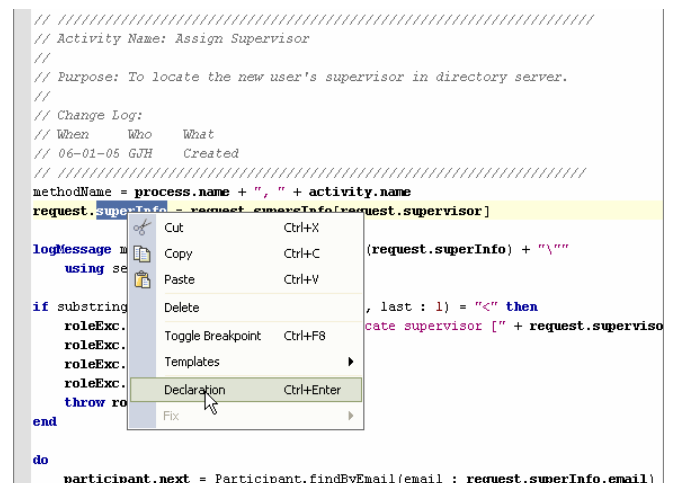 // ///////////////////////////////////////////////////////////////////
// Activity Name: Assign Supervisor
//
// Purpose: To locate the new user's supervisor in directory server.
//
// Change Log:
// When Who What
// 06-01-05 GJH Created
// //////////////////////////////////////////////////////////////////
methodName = process.name + ", " + activity.name
request.superInfo = request.supersInfo[request.supervisor]
Cut Ctrl+X
logMessage m (request.superInfo) + "\""
Copy Ctrl+C
using se
Paste Ctrl+V
if substring , last : 1) = "<" then
Delete
roleExc. cate supervisor [" + request.superviso
Toggle Breakpoint Ctrl+F8
roleExc.
roleExc.
Templates
roleExc.
Declaration Ctrl+Enter
throw ro
Fix
end
do
participant.next = Participant.findByEmail(email : request.superInfo.email)